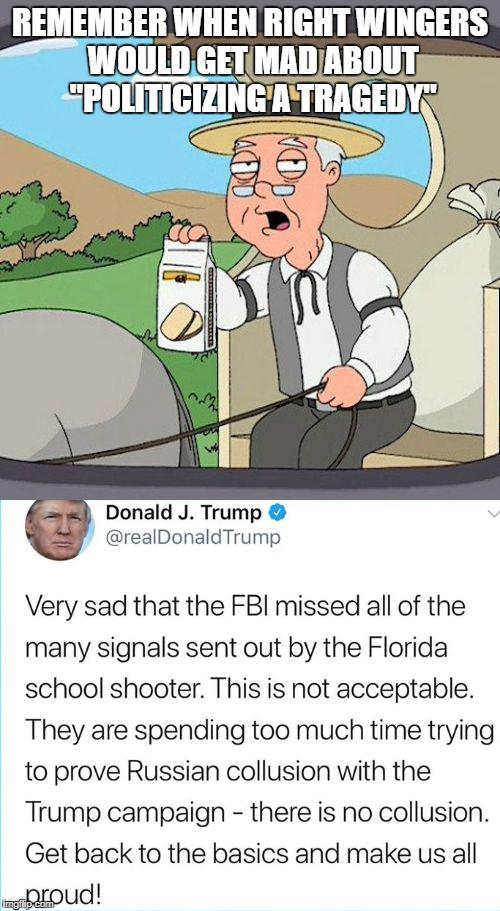 REMEMBER WHEN RIGHT WINGERS
WOULD GET MAD ABOUT
"POLITICIZING A TRAGEDY"
Donald J. Trump
@realDonaldTrump
Very sad that the FBI missed all of the
many signals sent out by the Florida
school shooter. This is not acceptable.
They are spending too much time trying
to prove Russian collusion with the
Trump campaign - there is no collusion.
Get back to the basics and make us all
proud!
imgflip.com